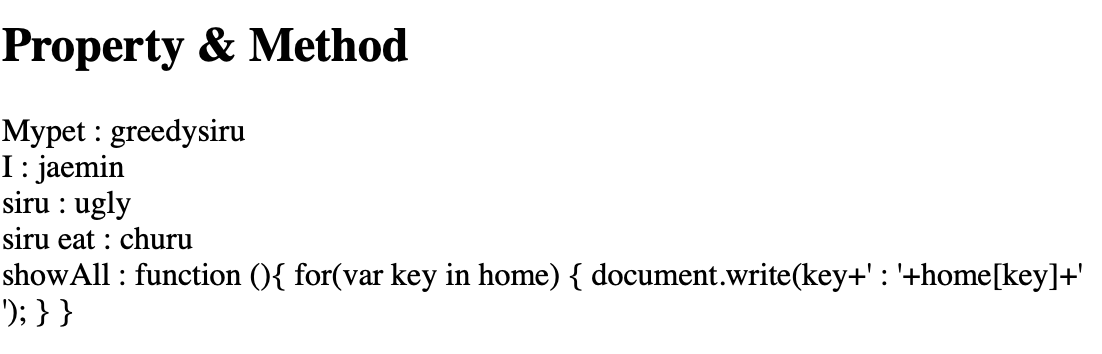 Property & Method
Mypet : greedysiru
I : jaemin
siru : ugly
siru eat : churu
showAll : function (){ for(var key in home) { document.write(key+' : '+home[key]+'
'); } }